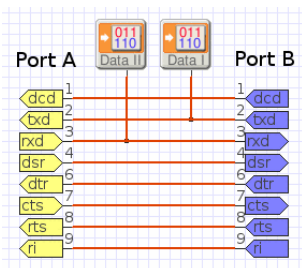 011 011
110 110
Data II Data I
Port A Port B
1 1
dcd dcd
2 2
txd txd
3 3
rxd rxd
4 4
dsr dsr
6 6
dtr dtr
7 7
cts cts
8 8
rts rts
9 9
ri ri